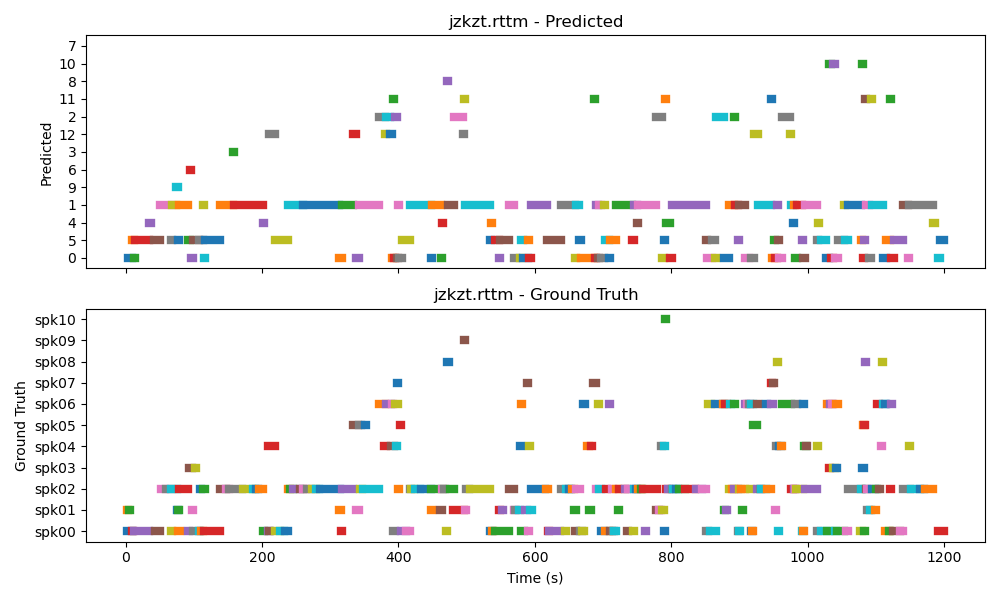 jzkzt.rttm - Predicted
Predicted
7
10
8
11
2
12
3
6
9
1
4
5
0
jzkzt.rttm - Ground Truth
Ground Truth
spk10
spk09
spk08
spk07
spk06
spk05
spk04
spk03
spk02
spk01
spk00
0 200 400 600 800 1000 1200
Time (s)